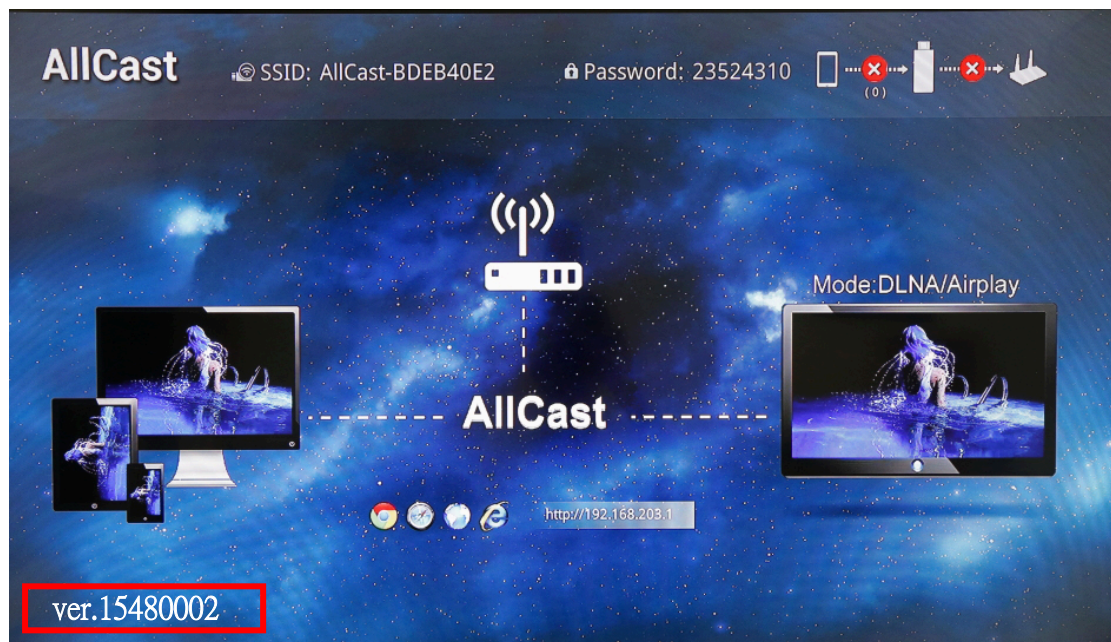 AllCast
SSID: AllCast-BDEB40E2
Password: 23524310
(0)
Mode:DLNA/Airplay
AllCast
http://192.168.203.1
ver.15480002